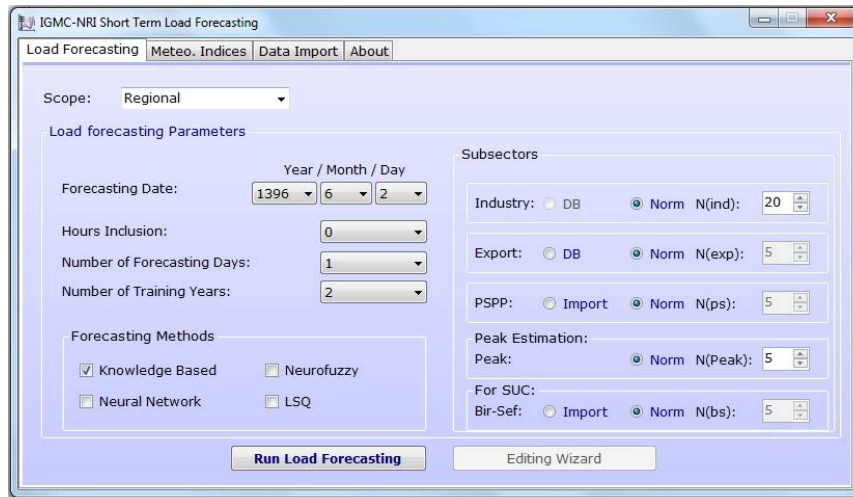 IGMC-NRI Short Term Load Forecasting
Load Forecasting Meteo. Indices Data Import About
Scope: Regional
Load forecasting Parameters
Year / Month / Day
Forecasting Date: 1396 6 2
Hours Inclusion: 0
Number of Forecasting Days: 1
Number of Training Years: 2
Forecasting Methods
Knowledge Based Neurofuzzy
Neural Network LSQ
Subsectors
Industry: DB Norm N(ind): 20
Export: DB Norm N(exp): 5
PSPP: Import Norm N(ps): 5
Peak Estimation:
Peak: Norm N(Peak): 5
For SUC:
Bir-Sef: Import Norm N(bs): 5
Run Load Forecasting Editing Wizard